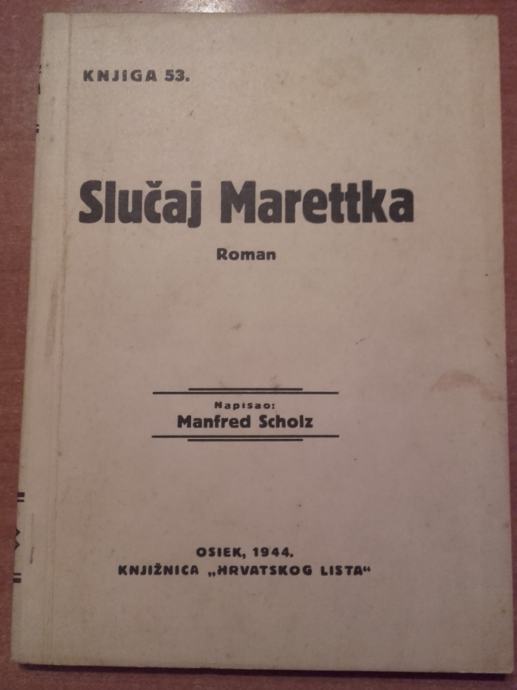 KNJIGA 53.
Slučaj Marettka
Roman
Napisao:
Manfred Scholz
OSIEK, 1944.
KNJIŽNICA „HRVATSKOG LISTA“